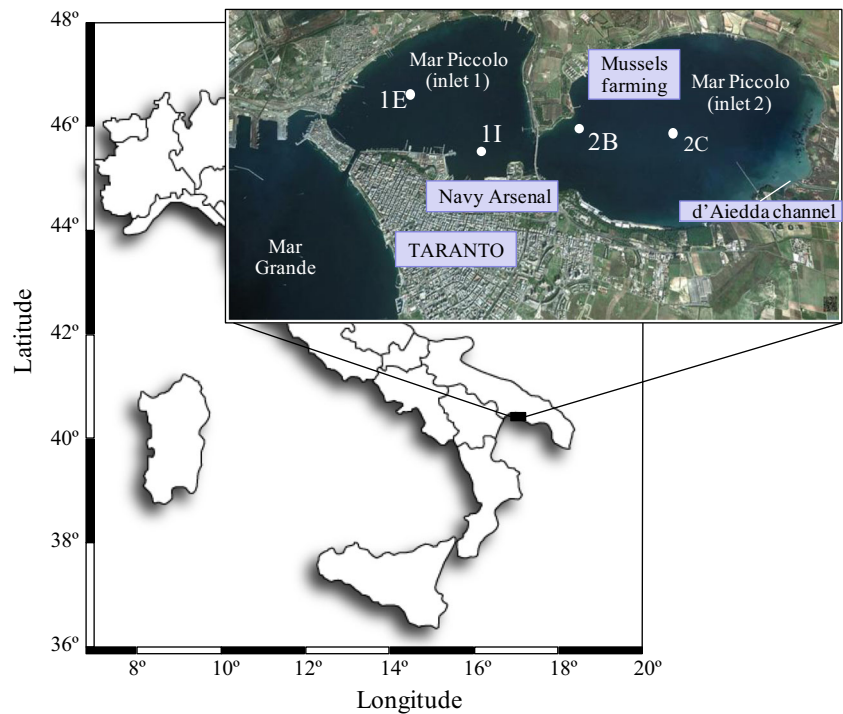 48º
46º
44º
42º
40º
38º
36º
Latitude
8º
10º
12º
14º
16º
18º
20º
Longitude
Mar Piccolo
(inlet 1)
1E
1I
Mussels
farming
Mar Piccolo
(inlet 2)
2B
2C
Navy Arsenal
d’Aiedda channel
TARANTO
Mar
Grande